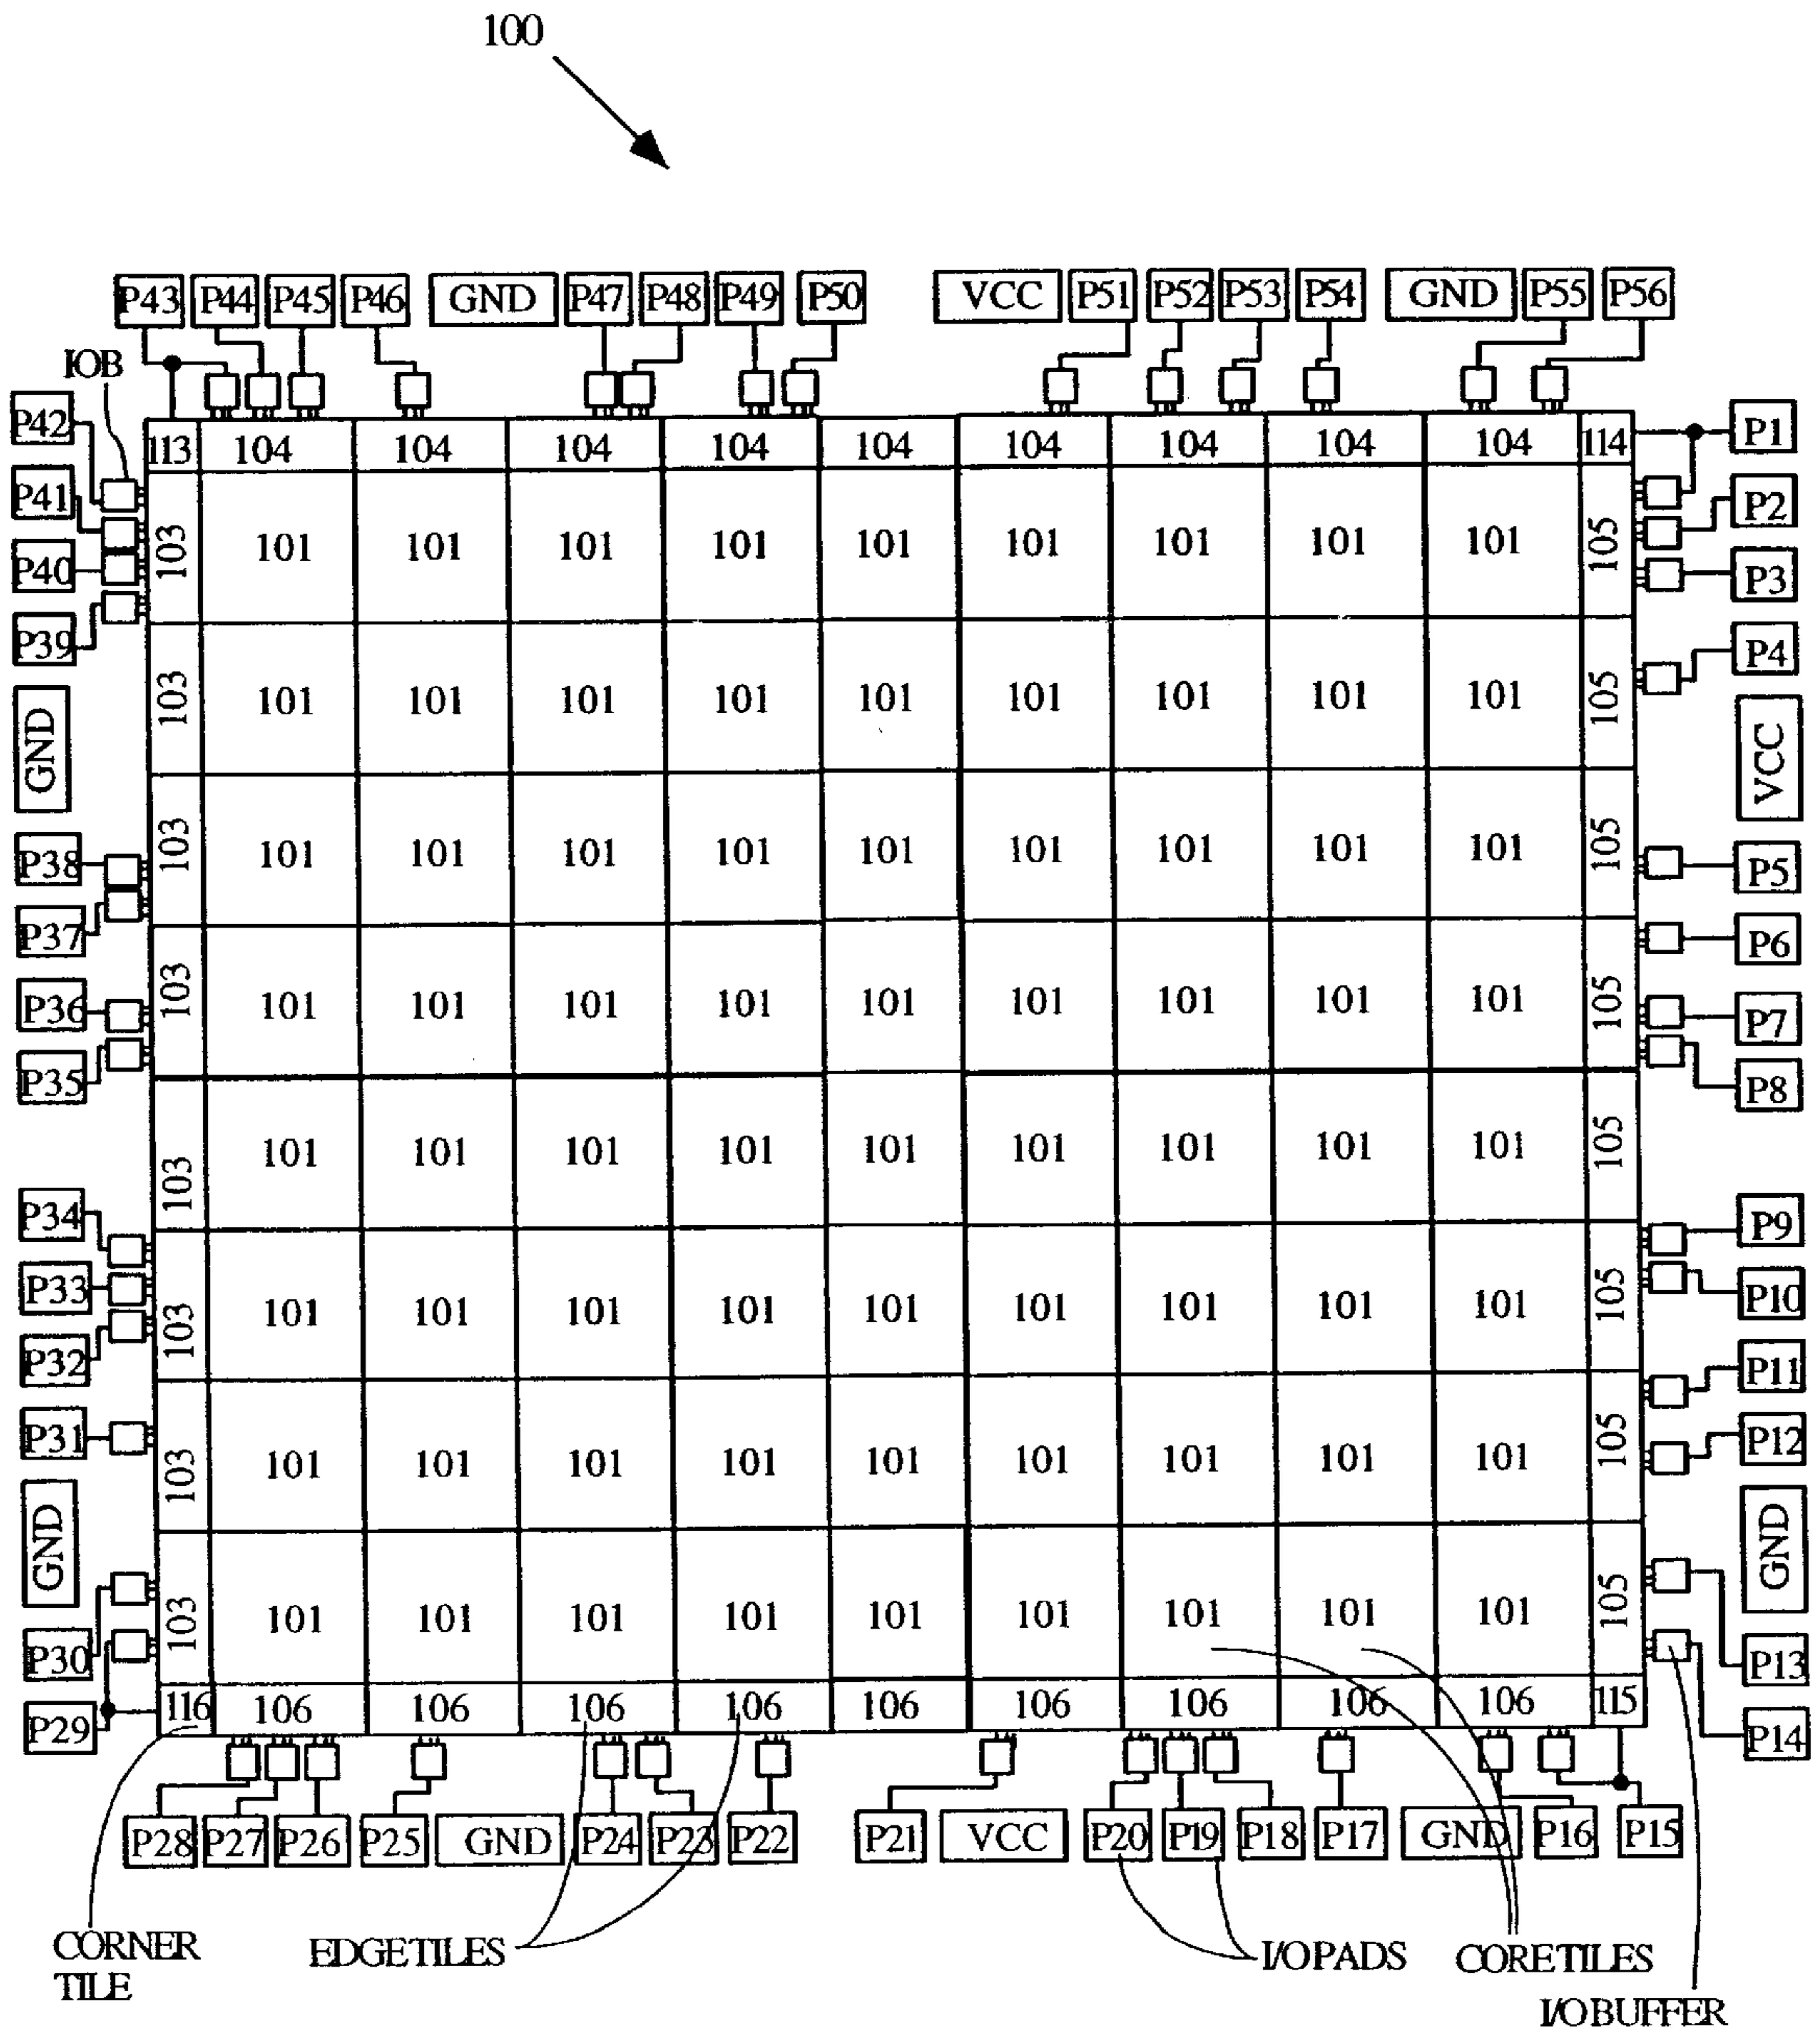 100
P43 P44 P45 P46 GND P47 P48 P49 P50 VCC P51 P52 P53 P54 GND P55 P56
IOB
P42 113 104 104 104 104 104 104 104 104 104 114 P1
P41 P2
103 101 101 101 101 101 101 101 101 101 105
P40 P3
P39 P4
103 101 101 101 101 101 101 101 101 101 105
GND VCC
103 101 101 101 101 101 101 101 101 101 105
P38 P5
P37 P6
103 101 101 101 101 101 101 101 101 101 105
P36 P7
P35 P8
103 101 101 101 101 101 101 101 101 101 105
P34 P9
P33 P10
103 101 101 101 101 101 101 101 101 101 105
P32 P11
P31 P12
103 101 101 101 101 101 101 101 101 101 105
GND GND
103 101 101 101 101 101 101 101 101 101 105
P30 P13
116 106 106 106 106 106 106 106 106 106 115
P29 P14
P28 P27 P26 P25 GND P24 P23 P22 P21 VCC P20 P19 P18 P17 GND P16 P15
CORNER TILE
EDGETILES
I/O PADS
CORETILES
I/O BUFFER